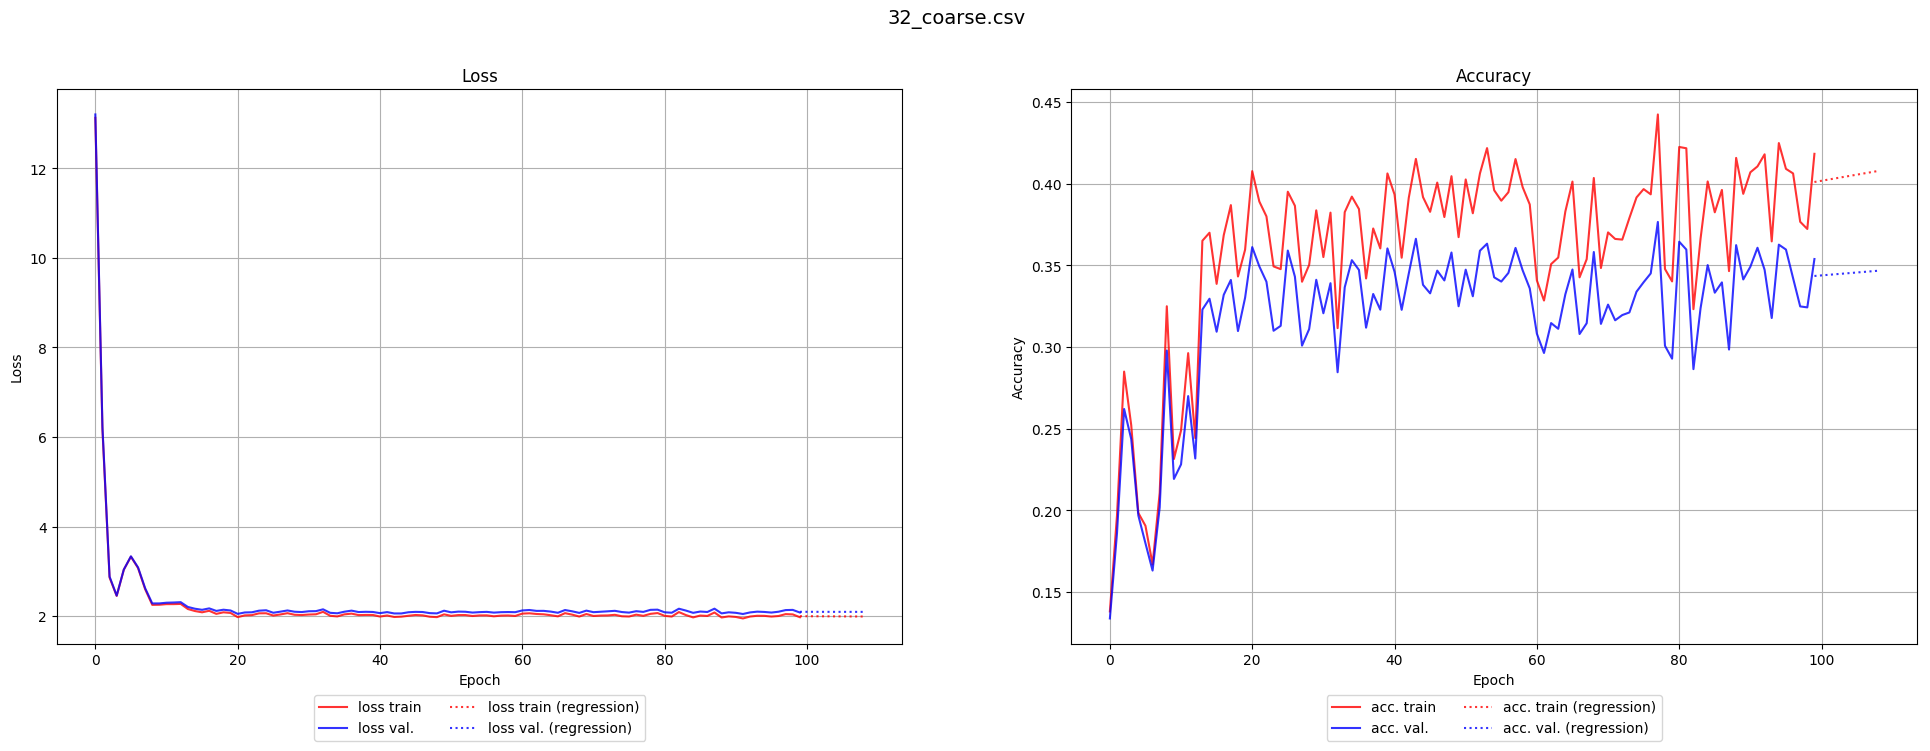 32_coarse.csv
Loss
Loss
12
10
8
6
4
2
0 20 40 60 80 100
Epoch
loss train loss train (regression)
loss val. loss val. (regression)
Accuracy
Accuracy
0.45
0.40
0.35
0.30
0.25
0.20
0.15
0 20 40 60 80 100
Epoch
acc. train acc. train (regression)
acc. val. acc. val. (regression)